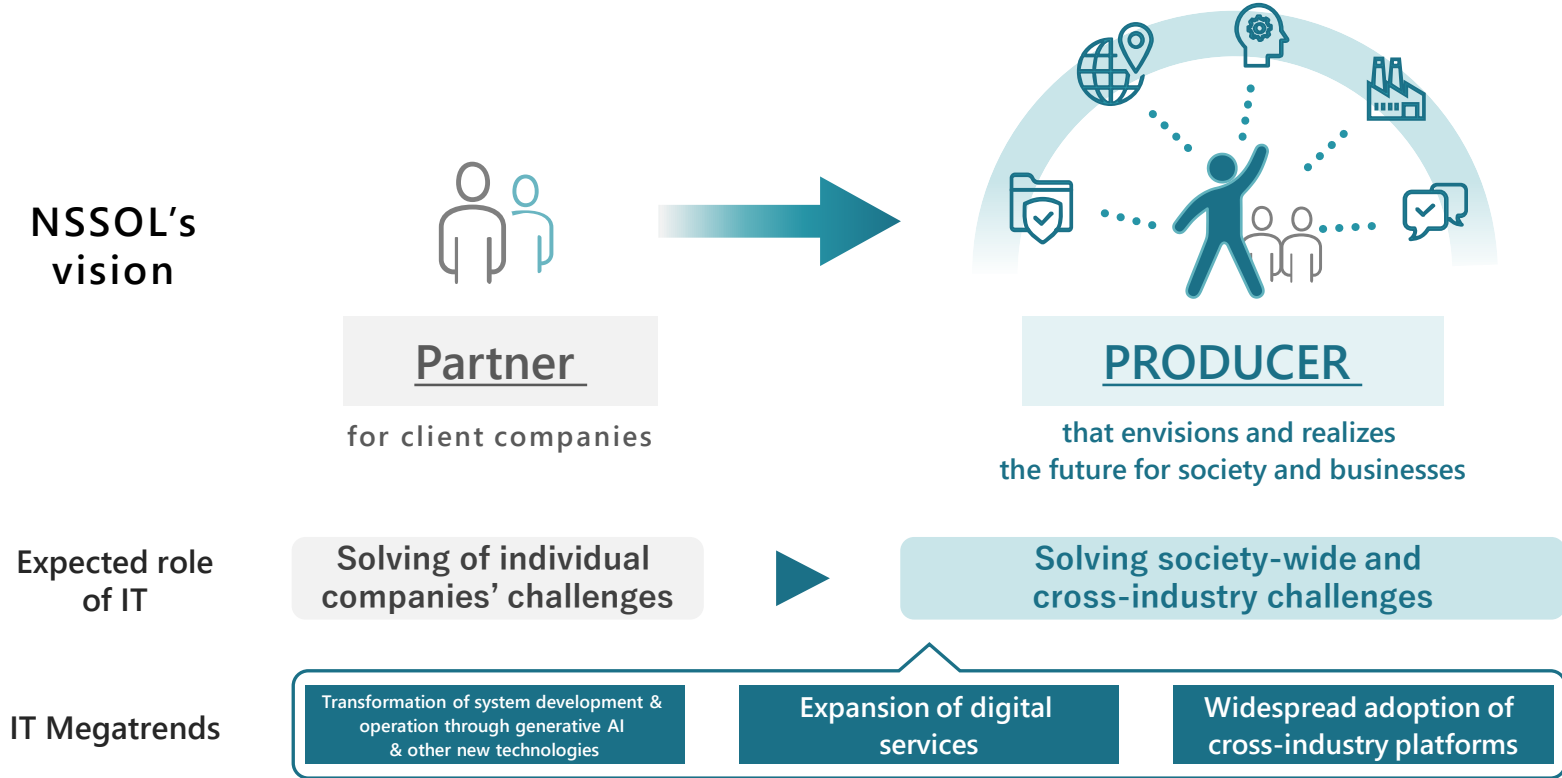 NSSOL's
vision
Partner
for client companies
PRODUCER
that envisions and realizes
the future for society and businesses
Expected role
of IT
Solving of individual
companies’ challenges
Solving society-wide and
cross-industry challenges
IT Megatrends
Transformation of system development &
operation through generative AI
& other new technologies
Expansion of digital
services
Widespread adoption of
cross-industry platforms